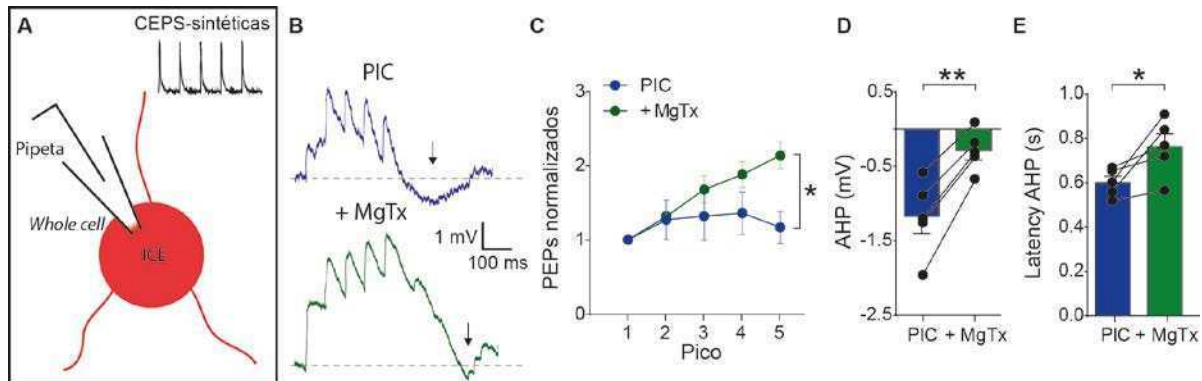 A
CEPS-sintéticas
Pipeta
Whole cell
ICE
B
PIC
+ MgTx
1 mV
100 ms
C
PEPs normalizados
3
2
1
PIC
+ MgTx
*
1 2 3 4 5
Pico
D
**
AHP (mV)
0.5
-0.5
-1.5
-2.5
PIC + MgTx
E
*
Latency AHP (s)
1.0
0.8
0.6
0.4
0.2
0.0
PIC + MgTx